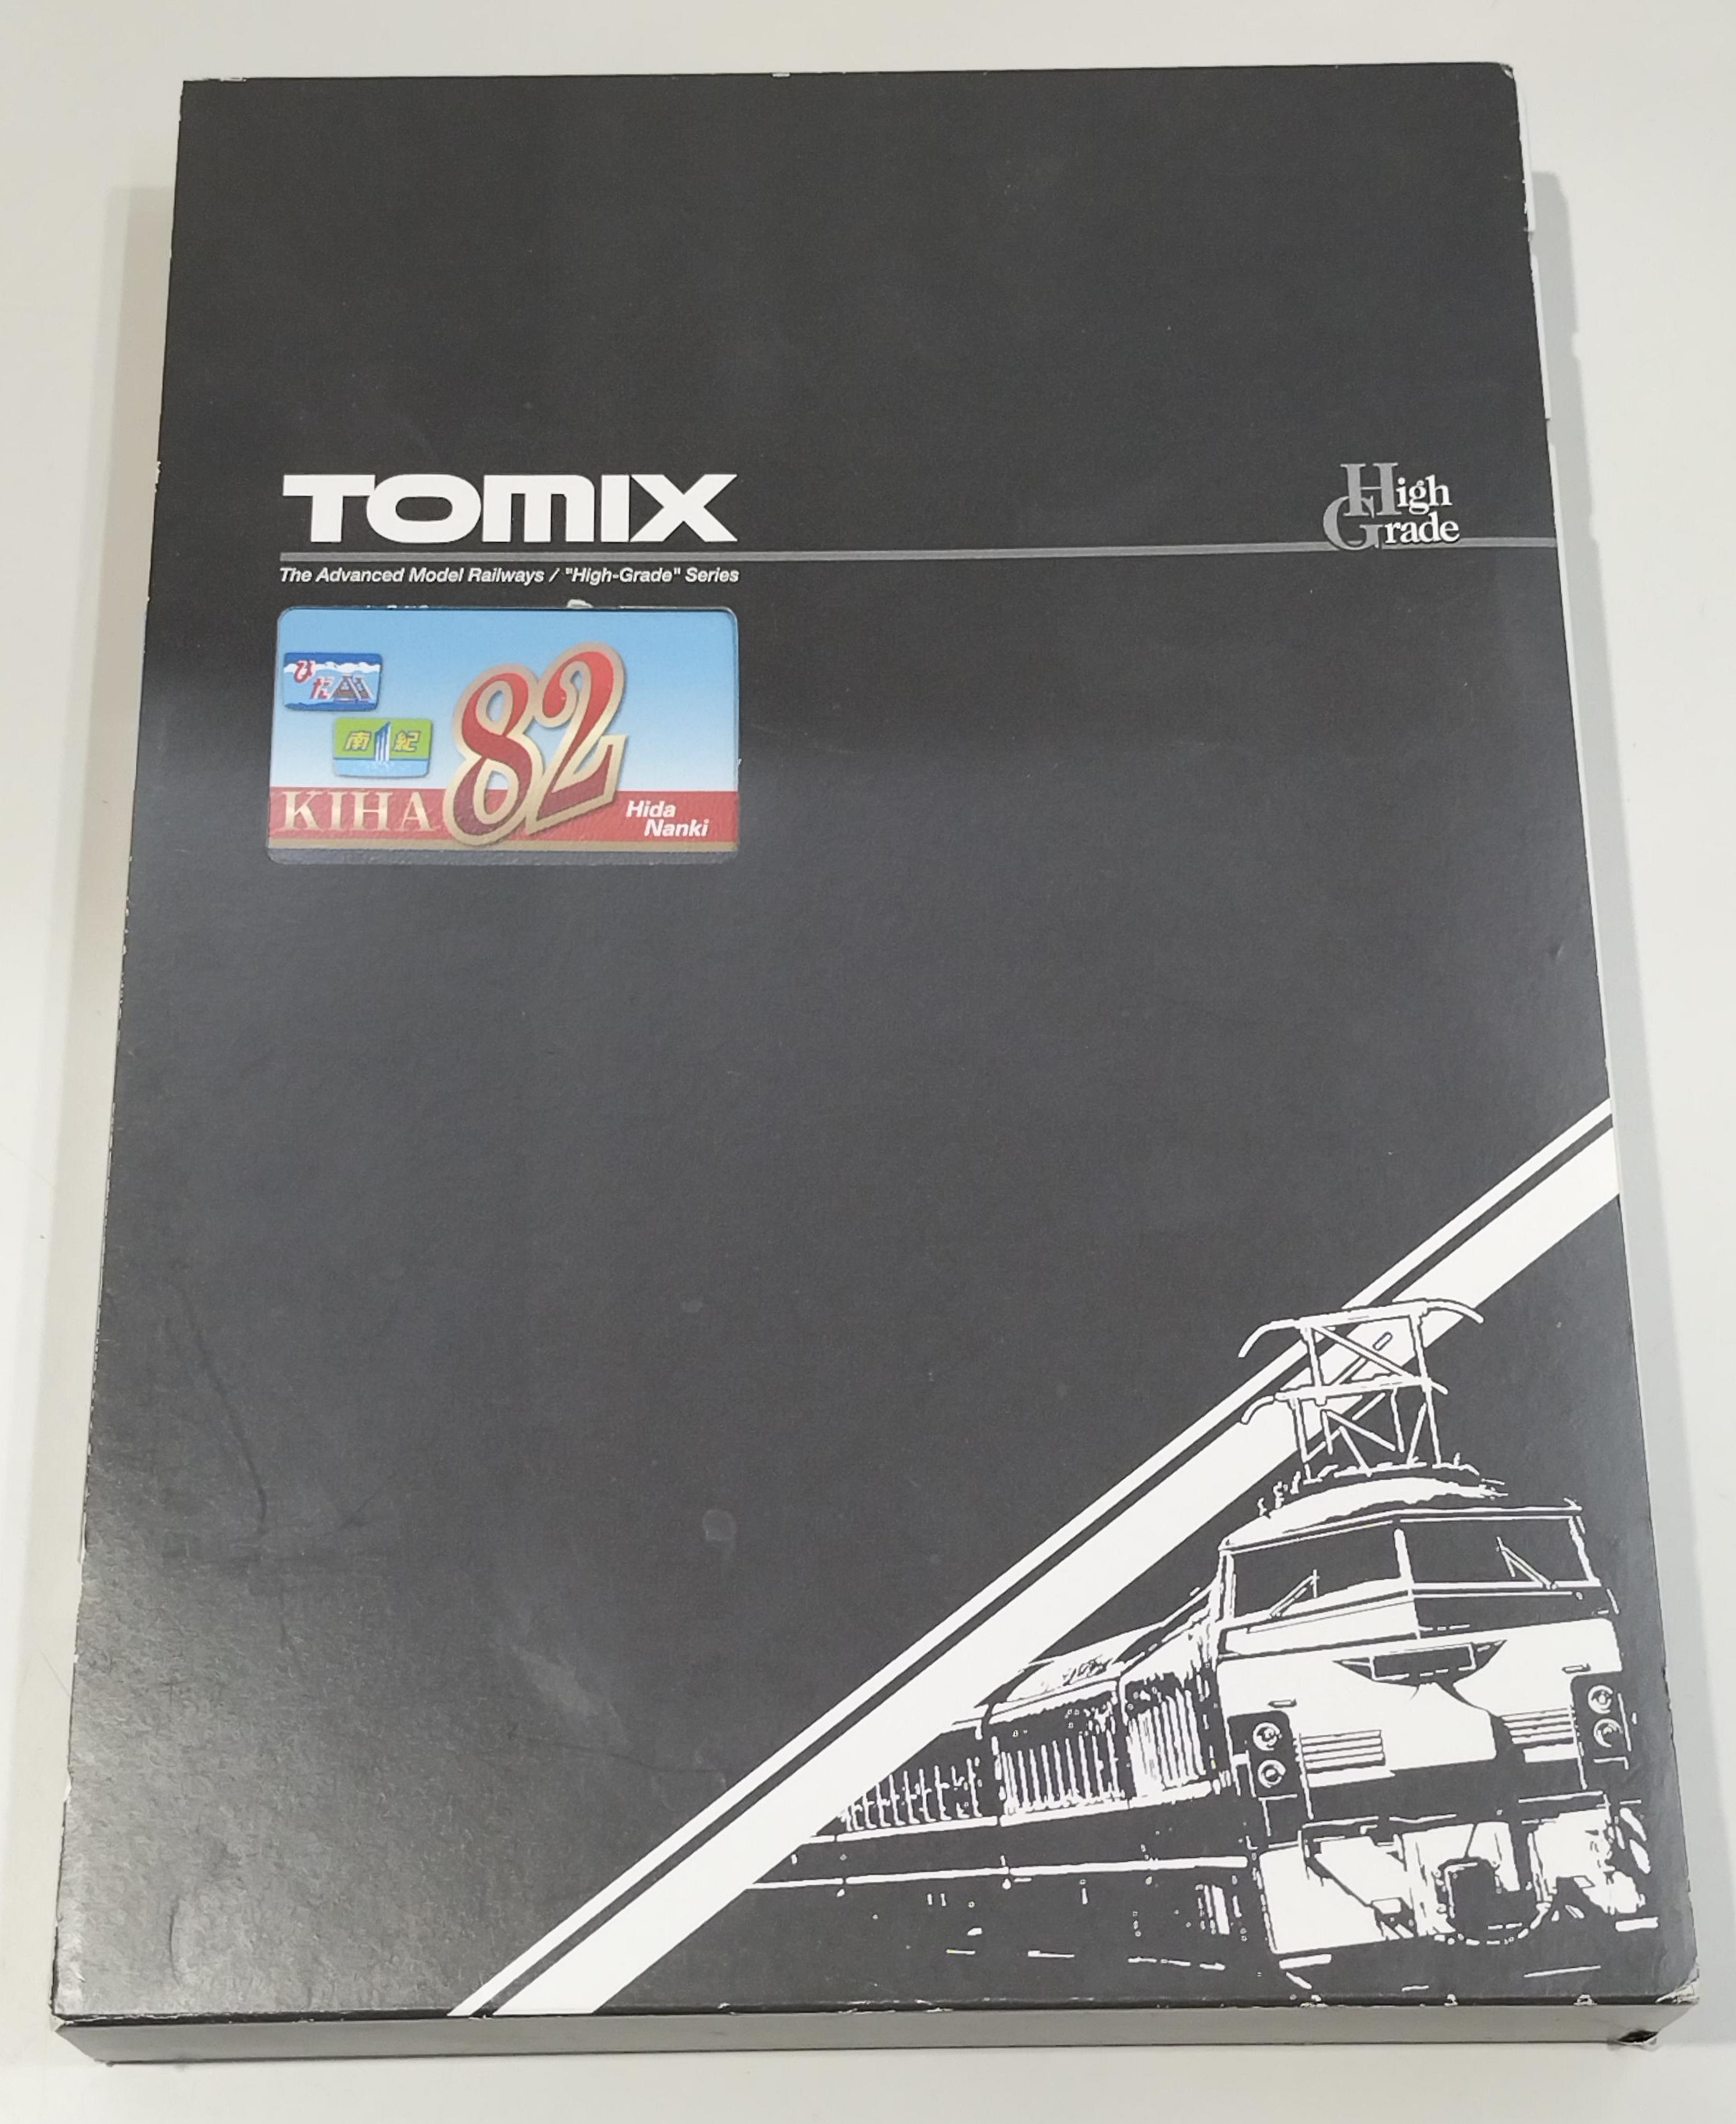 TOMIX
High
Grade
The Advanced Model Railways / "High-Grade" Series
ひだ
南紀
82
KIHA
Hida
Nanki